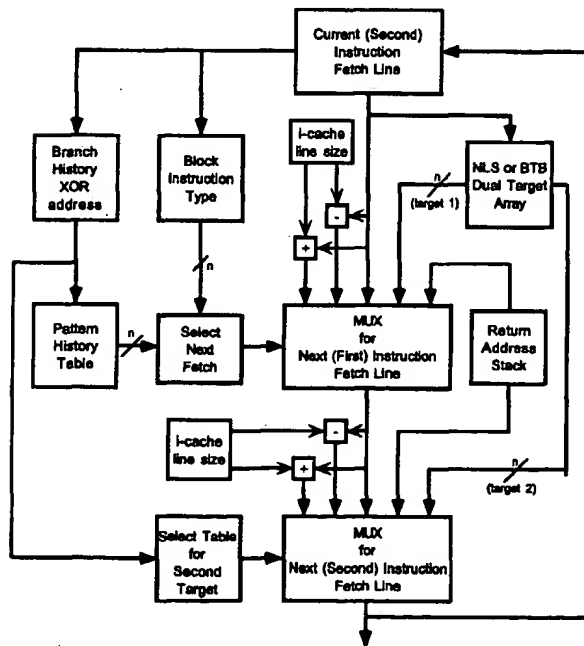 Current (Second)
Instruction
Fetch Line
i-cache
line size
Branch
History
XOR
address
Block
Instruction
Type
NLS or BTB
Dual Target
Array
n
(target 1)
-
+
n
Pattern
History
Table
n
Select
Next
Fetch
MUX
for
Next (First) Instruction
Fetch Line
Return
Address
Stack
i-cache
line size
-
+
n
(target 2)
Select Table
for
Second
Target
MUX
for
Next (Second) Instruction
Fetch Line